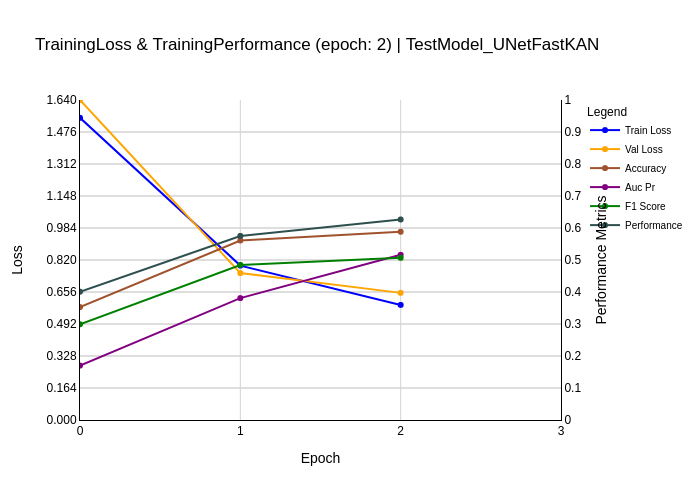 TrainingLoss & TrainingPerformance (epoch: 2) | TestModel_UNetFastKAN
1.640
1.476
1.312
1.148
0.984
0.820
0.656
0.492
0.328
0.164
0.000
Loss
0
1
2
3
Epoch
1
0.9
0.8
0.7
0.6
0.5
0.4
0.3
0.2
0.1
0
Performance Metrics
Legend
Train Loss
Val Loss
Accuracy
Auc Pr
F1 Score
Performance